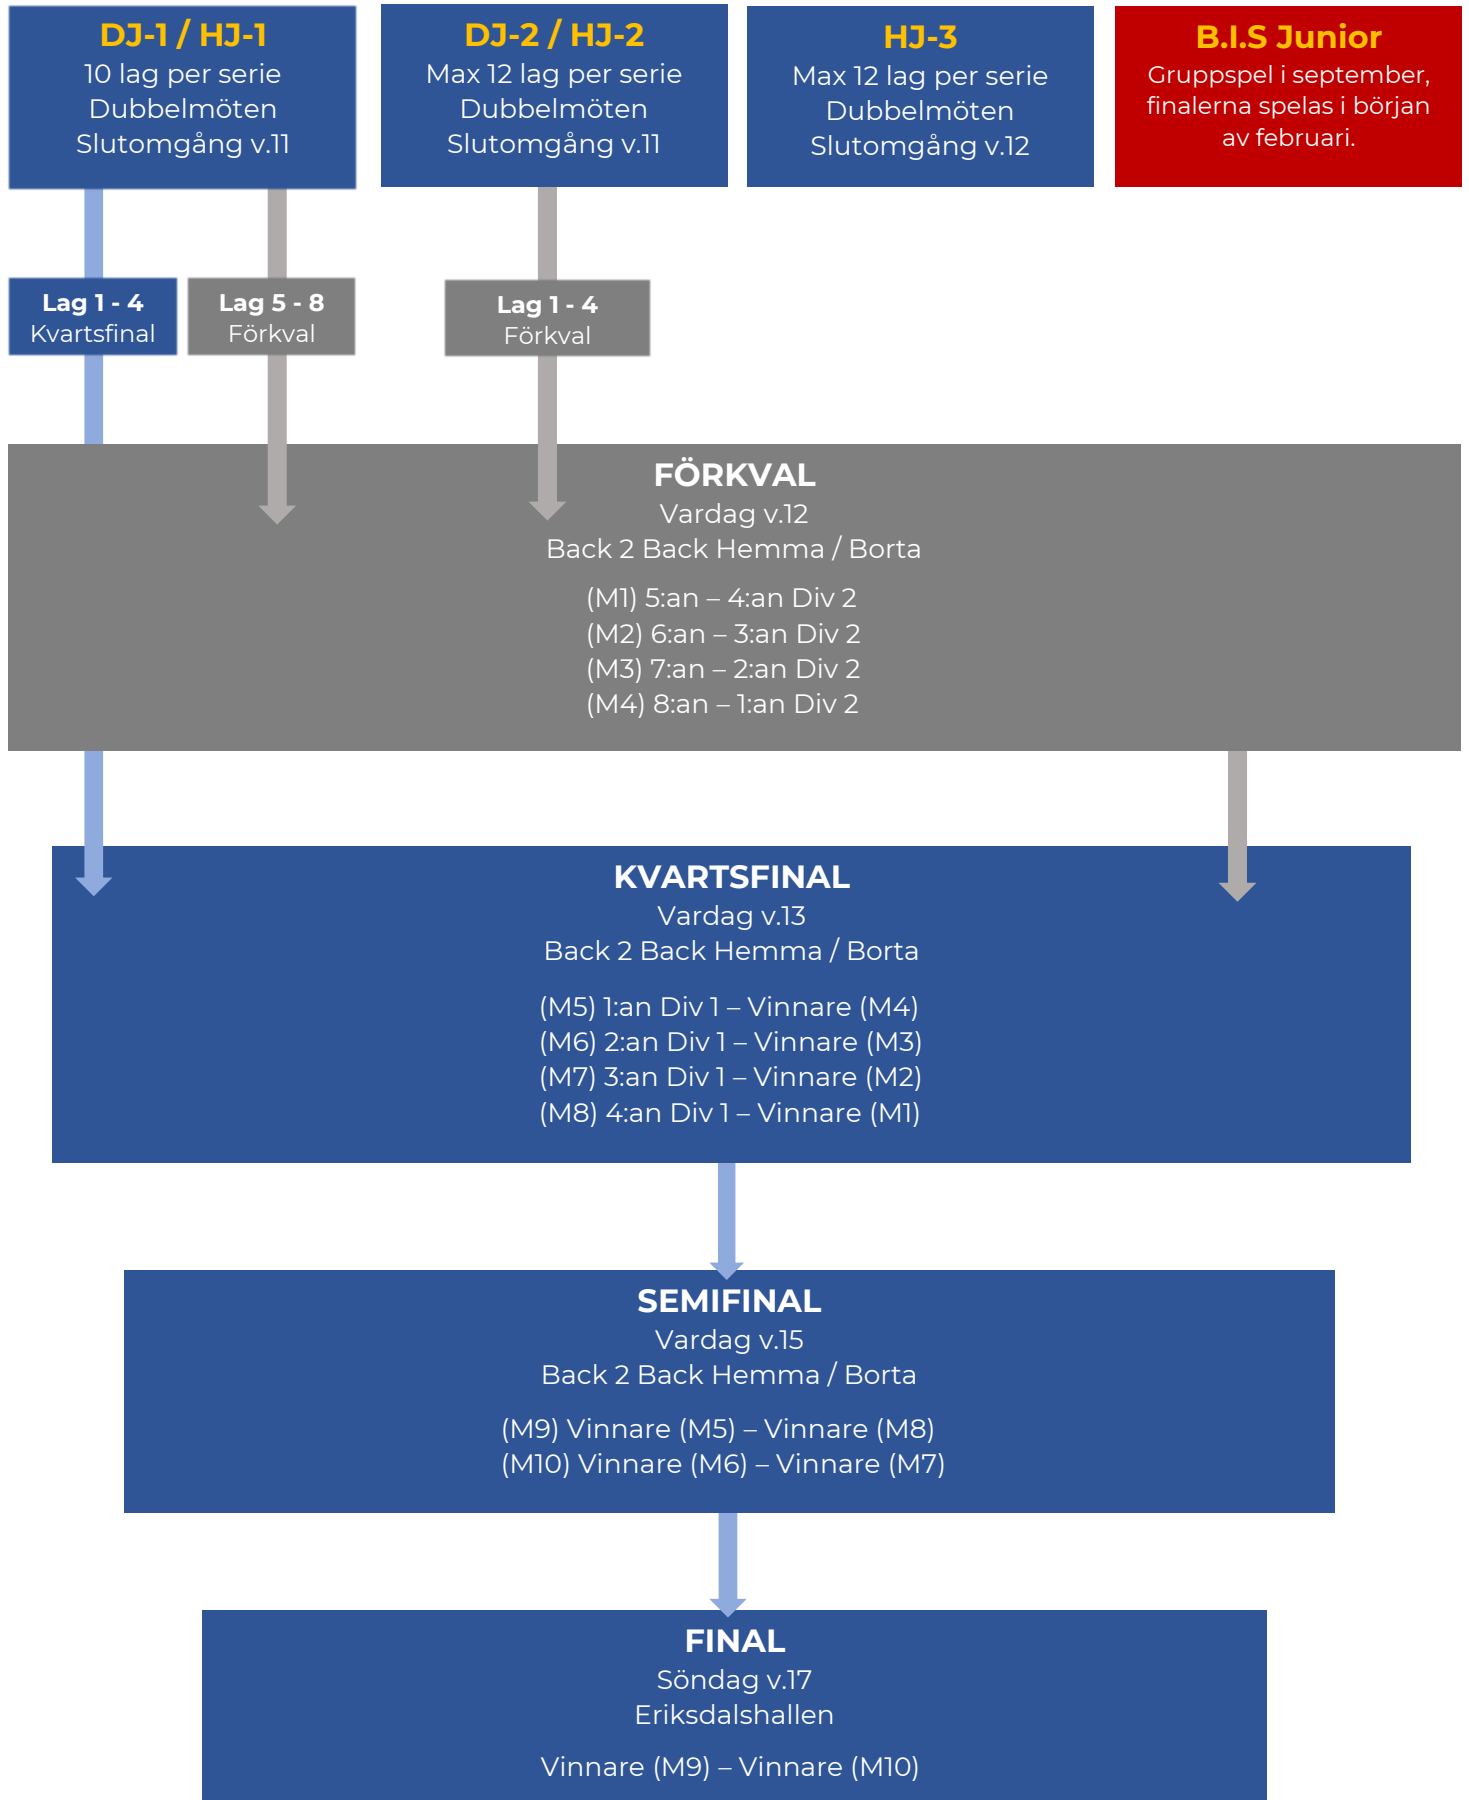 DJ-1 / HJ-1
10 lag per serie
Dubbelmöten
Slutomgång v.11
DJ-2 / HJ-2
Max 12 lag per serie
Dubbelmöten
Slutomgång v.11
HJ-3
Max 12 lag per serie
Dubbelmöten
Slutomgång v.12
B.I.S Junior
Gruppspel i september,
finalerna spelas i början
av februari.
Lag 1 - 4
Kvartsfinal
Lag 5 - 8
Förkval
Lag 1 - 4
Förkval
FÖRKVAL
Vardag v.12
Back 2 Back Hemma / Borta
(M1) 5:an – 4:an Div 2
(M2) 6:an – 3:an Div 2
(M3) 7:an – 2:an Div 2
(M4) 8:an – 1:an Div 2
KVARTSFINAL
Vardag v.13
Back 2 Back Hemma / Borta
(M5) 1:an Div 1 – Vinnare (M4)
(M6) 2:an Div 1 – Vinnare (M3)
(M7) 3:an Div 1 – Vinnare (M2)
(M8) 4:an Div 1 – Vinnare (M1)
SEMIFINAL
Vardag v.15
Back 2 Back Hemma / Borta
(M9) Vinnare (M5) – Vinnare (M8)
(M10) Vinnare (M6) – Vinnare (M7)
FINAL
Söndag v.17
Eriksdalshallen
Vinnare (M9) – Vinnare (M10)